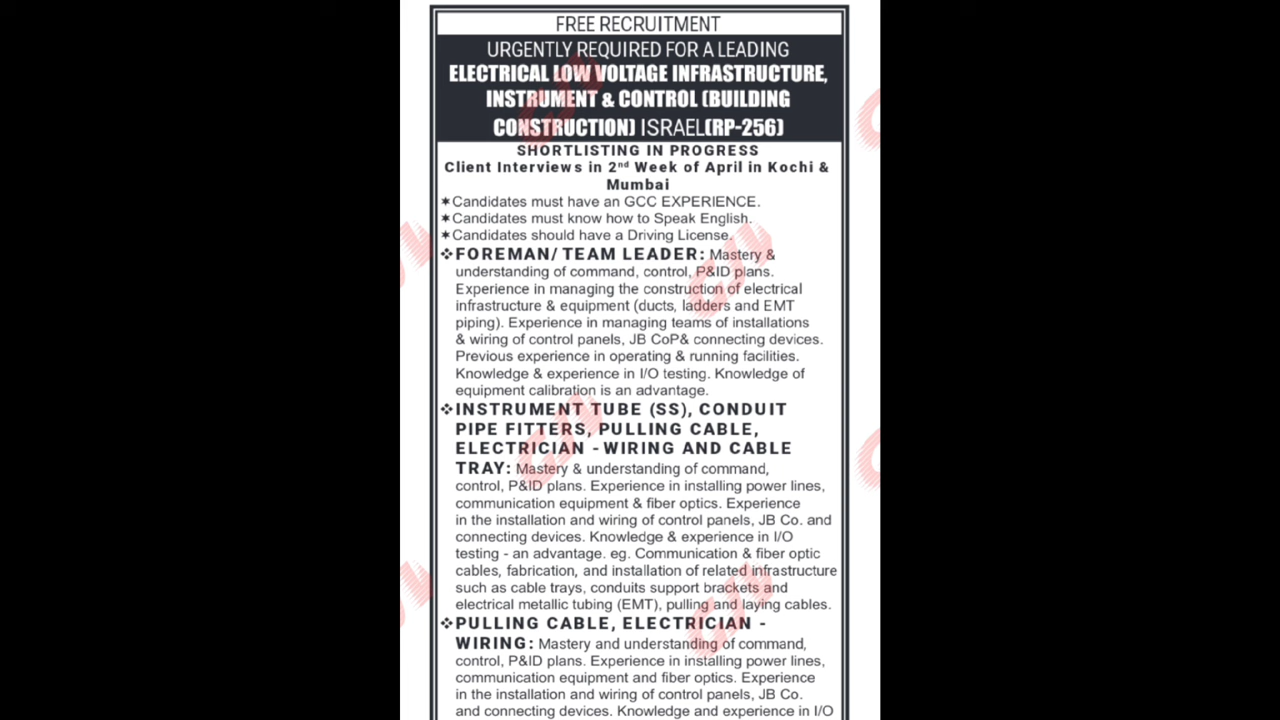 FREE RECRUITMENT
URGENTLY REQUIRED FOR A LEADING
ELECTRICAL LOW VOLTAGE INFRASTRUCTURE,
INSTRUMENT & CONTROL (BUILDING
CONSTRUCTION) ISRAEL(RP-256)
SHORTLISTING IN PROGRESS
Client Interviews in 2nd Week of April in Kochi &
Mumbai
✶Candidates must have an GCC EXPERIENCE.
✶Candidates must know how to Speak English.
✶Candidates should have a Driving License.
❖FOREMAN/ TEAM LEADER: Mastery &
understanding of command, control, P&ID plans.
Experience in managing the construction of electrical
infrastructure & equipment (ducts, ladders and EMT
piping). Experience in managing teams of installations
& wiring of control panels, JB CoP& connecting devices.
Previous experience in operating & running facilities.
Knowledge & experience in I/O testing. Knowledge of
equipment calibration is an advantage.
❖INSTRUMENT TUBE (SS), CONDUIT
PIPE FITTERS, PULLING CABLE,
ELECTRICIAN - WIRING AND CABLE
TRAY: Mastery & understanding of command,
control, P&ID plans. Experience in installing power lines,
communication equipment & fiber optics. Experience
in the installation and wiring of control panels, JB Co. and
connecting devices. Knowledge & experience in I/O
testing - an advantage. eg. Communication & fiber optic
cables, fabrication, and installation of related infrastructure
such as cable trays, conduits support brackets and
electrical metallic tubing (EMT), pulling and laying cables.
❖PULLING CABLE, ELECTRICIAN -
WIRING: Mastery and understanding of command,
control, P&ID plans. Experience in installing power lines,
communication equipment and fiber optics. Experience
in the installation and wiring of control panels, JB Co.
and connecting devices. Knowledge and experience in I/O